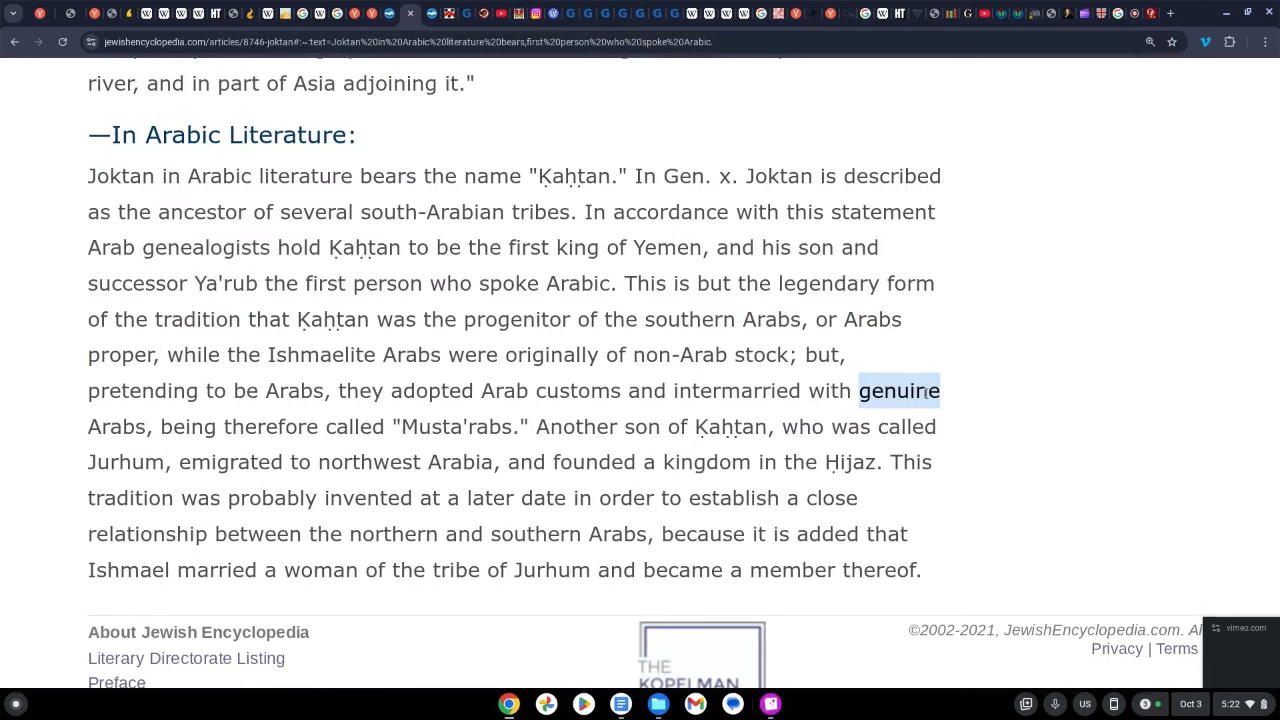 jewishencyclopedia.com/articles/8746-joktan#:~:text=Joktan%20in%20Arabic%20literature%20bears,first%20person%20who%20spoke%20Arabic.
river, and in part of Asia adjoining it."
—In Arabic Literature:
Joktan in Arabic literature bears the name "Ḳaḥṭan." In Gen. x. Joktan is described
as the ancestor of several south-Arabian tribes. In accordance with this statement
Arab genealogists hold Ḳaḥṭan to be the first king of Yemen, and his son and
successor Ya'rub the first person who spoke Arabic. This is but the legendary form
of the tradition that Ḳaḥṭan was the progenitor of the southern Arabs, or Arabs
proper, while the Ishmaelite Arabs were originally of non-Arab stock; but,
pretending to be Arabs, they adopted Arab customs and intermarried with genuine
Arabs, being therefore called "Musta'rabs." Another son of Ḳaḥṭan, who was called
Jurhum, emigrated to northwest Arabia, and founded a kingdom in the Ḥijaz. This
tradition was probably invented at a later date in order to establish a close
relationship between the northern and southern Arabs, because it is added that
Ishmael married a woman of the tribe of Jurhum and became a member thereof.
About Jewish Encyclopedia
Literary Directorate Listing
Preface
THE
KOPELMAN
©2002-2021, JewishEncyclopedia.com. Al
Privacy | Terms
vimeo.com
US
Oct 3
5:22